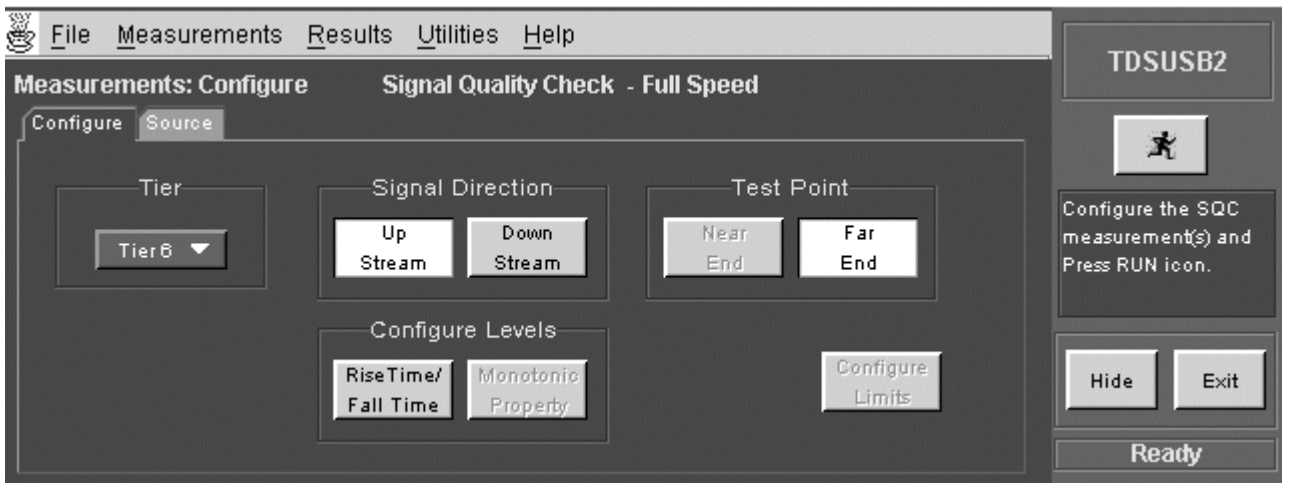 File Measurements Results Utilities Help
Measurements: Configure Signal Quality Check - Full Speed
Configure Source
Tier
Tier 6
Signal Direction
Up
Stream
Down
Stream
Test Point
Near
End
Far
End
Configure Levels
RiseTime/
Fall Time
Monotonic
Property
Configure
Limits
TDSUSB2
Configure the SQC
measurement(s) and
Press RUN icon.
Hide
Exit
Ready